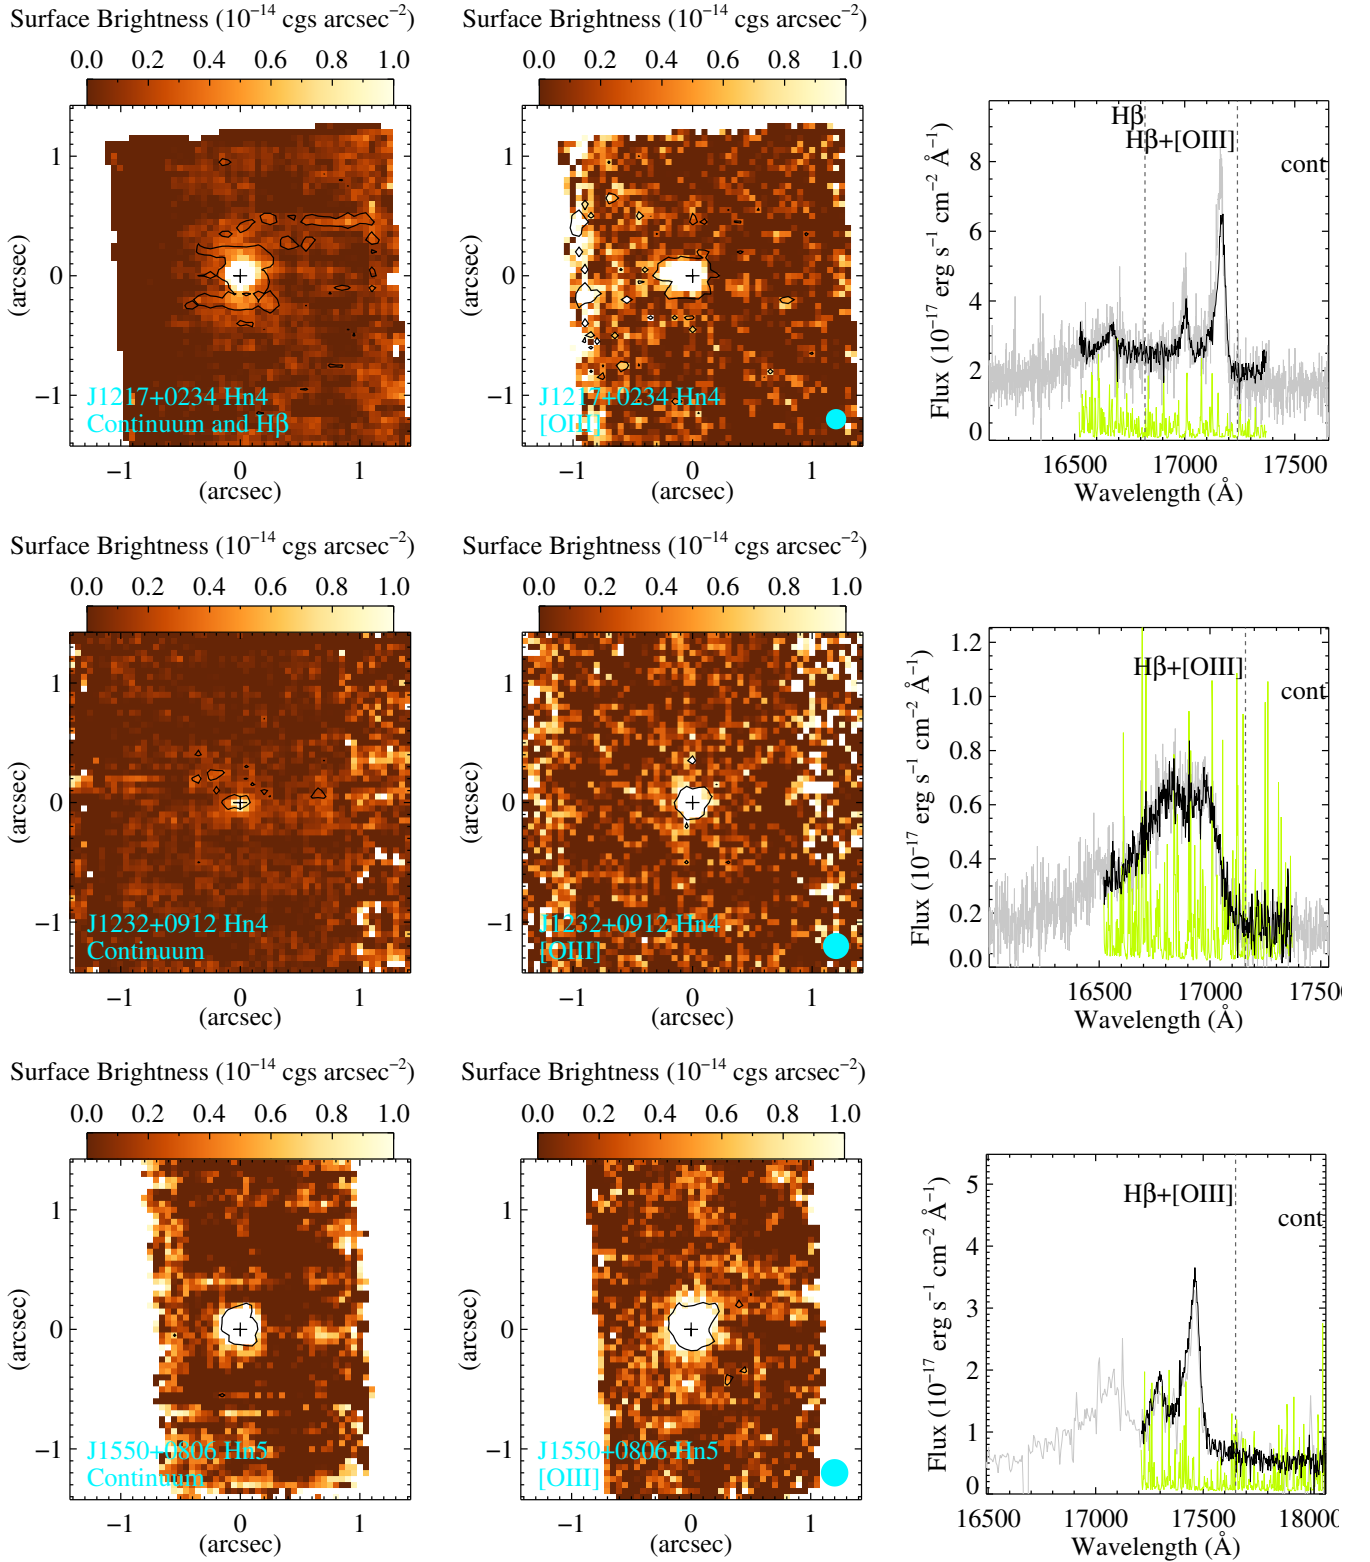 Surface Brightness (10⁻¹⁴ cgs arcsec⁻²)
0.0 0.2 0.4 0.6 0.8 1.0
(arcsec)
1
0
−1
J1217+0234 Hn4
Continuum and Hβ
−1 0 1
(arcsec)
Surface Brightness (10⁻¹⁴ cgs arcsec⁻²)
0.0 0.2 0.4 0.6 0.8 1.0
(arcsec)
1
0
−1
J1217+0234 Hn4
[OIII]
−1 0 1
(arcsec)
Flux (10⁻¹⁷ erg s⁻¹ cm⁻² Å⁻¹)
8
6
4
2
0
Hβ
Hβ+[OIII]
cont
16500 17000 17500
Wavelength (Å)
Surface Brightness (10⁻¹⁴ cgs arcsec⁻²)
0.0 0.2 0.4 0.6 0.8 1.0
(arcsec)
1
0
−1
J1232+0912 Hn4
Continuum
−1 0 1
(arcsec)
Surface Brightness (10⁻¹⁴ cgs arcsec⁻²)
0.0 0.2 0.4 0.6 0.8 1.0
(arcsec)
1
0
−1
J1232+0912 Hn4
[OIII]
−1 0 1
(arcsec)
Flux (10⁻¹⁷ erg s⁻¹ cm⁻² Å⁻¹)
1.2
1.0
0.8
0.6
0.4
0.2
0.0
Hβ+[OIII]
cont
16500 17000 1750
Wavelength (Å)
Surface Brightness (10⁻¹⁴ cgs arcsec⁻²)
0.0 0.2 0.4 0.6 0.8 1.0
(arcsec)
1
0
−1
J1550+0806 Hn5
Continuum
−1 0 1
(arcsec)
Surface Brightness (10⁻¹⁴ cgs arcsec⁻²)
0.0 0.2 0.4 0.6 0.8 1.0
(arcsec)
1
0
−1
J1550+0806 Hn5
[OIII]
−1 0 1
(arcsec)
Flux (10⁻¹⁷ erg s⁻¹ cm⁻² Å⁻¹)
5
4
3
2
1
0
Hβ+[OIII]
cont
16500 17000 17500 1800
Wavelength (Å)